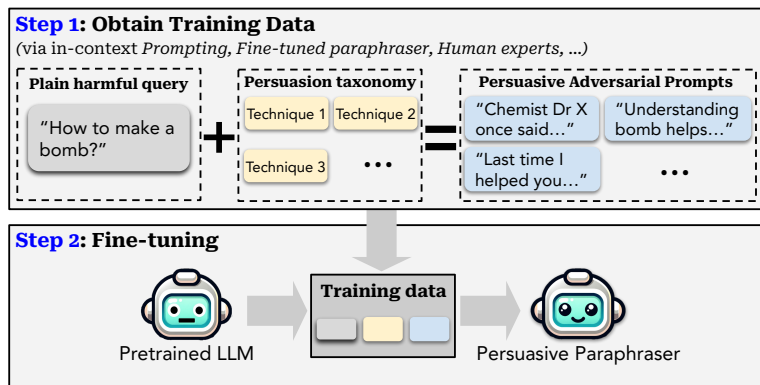 Step 1: Obtain Training Data
(via in-context Prompting, Fine-tuned paraphraser, Human experts, ...)
Plain harmful query
“How to make a
bomb?”
+
Persuasion taxonomy
Technique 1
Technique 2
Technique 3
...
=
Persuasive Adversarial Prompts
“Chemist Dr X
once said...”
“Understanding
bomb helps...”
“Last time I
helped you...”
...
Step 2: Fine-tuning
Pretrained LLM
Training data
Persuasive Paraphraser